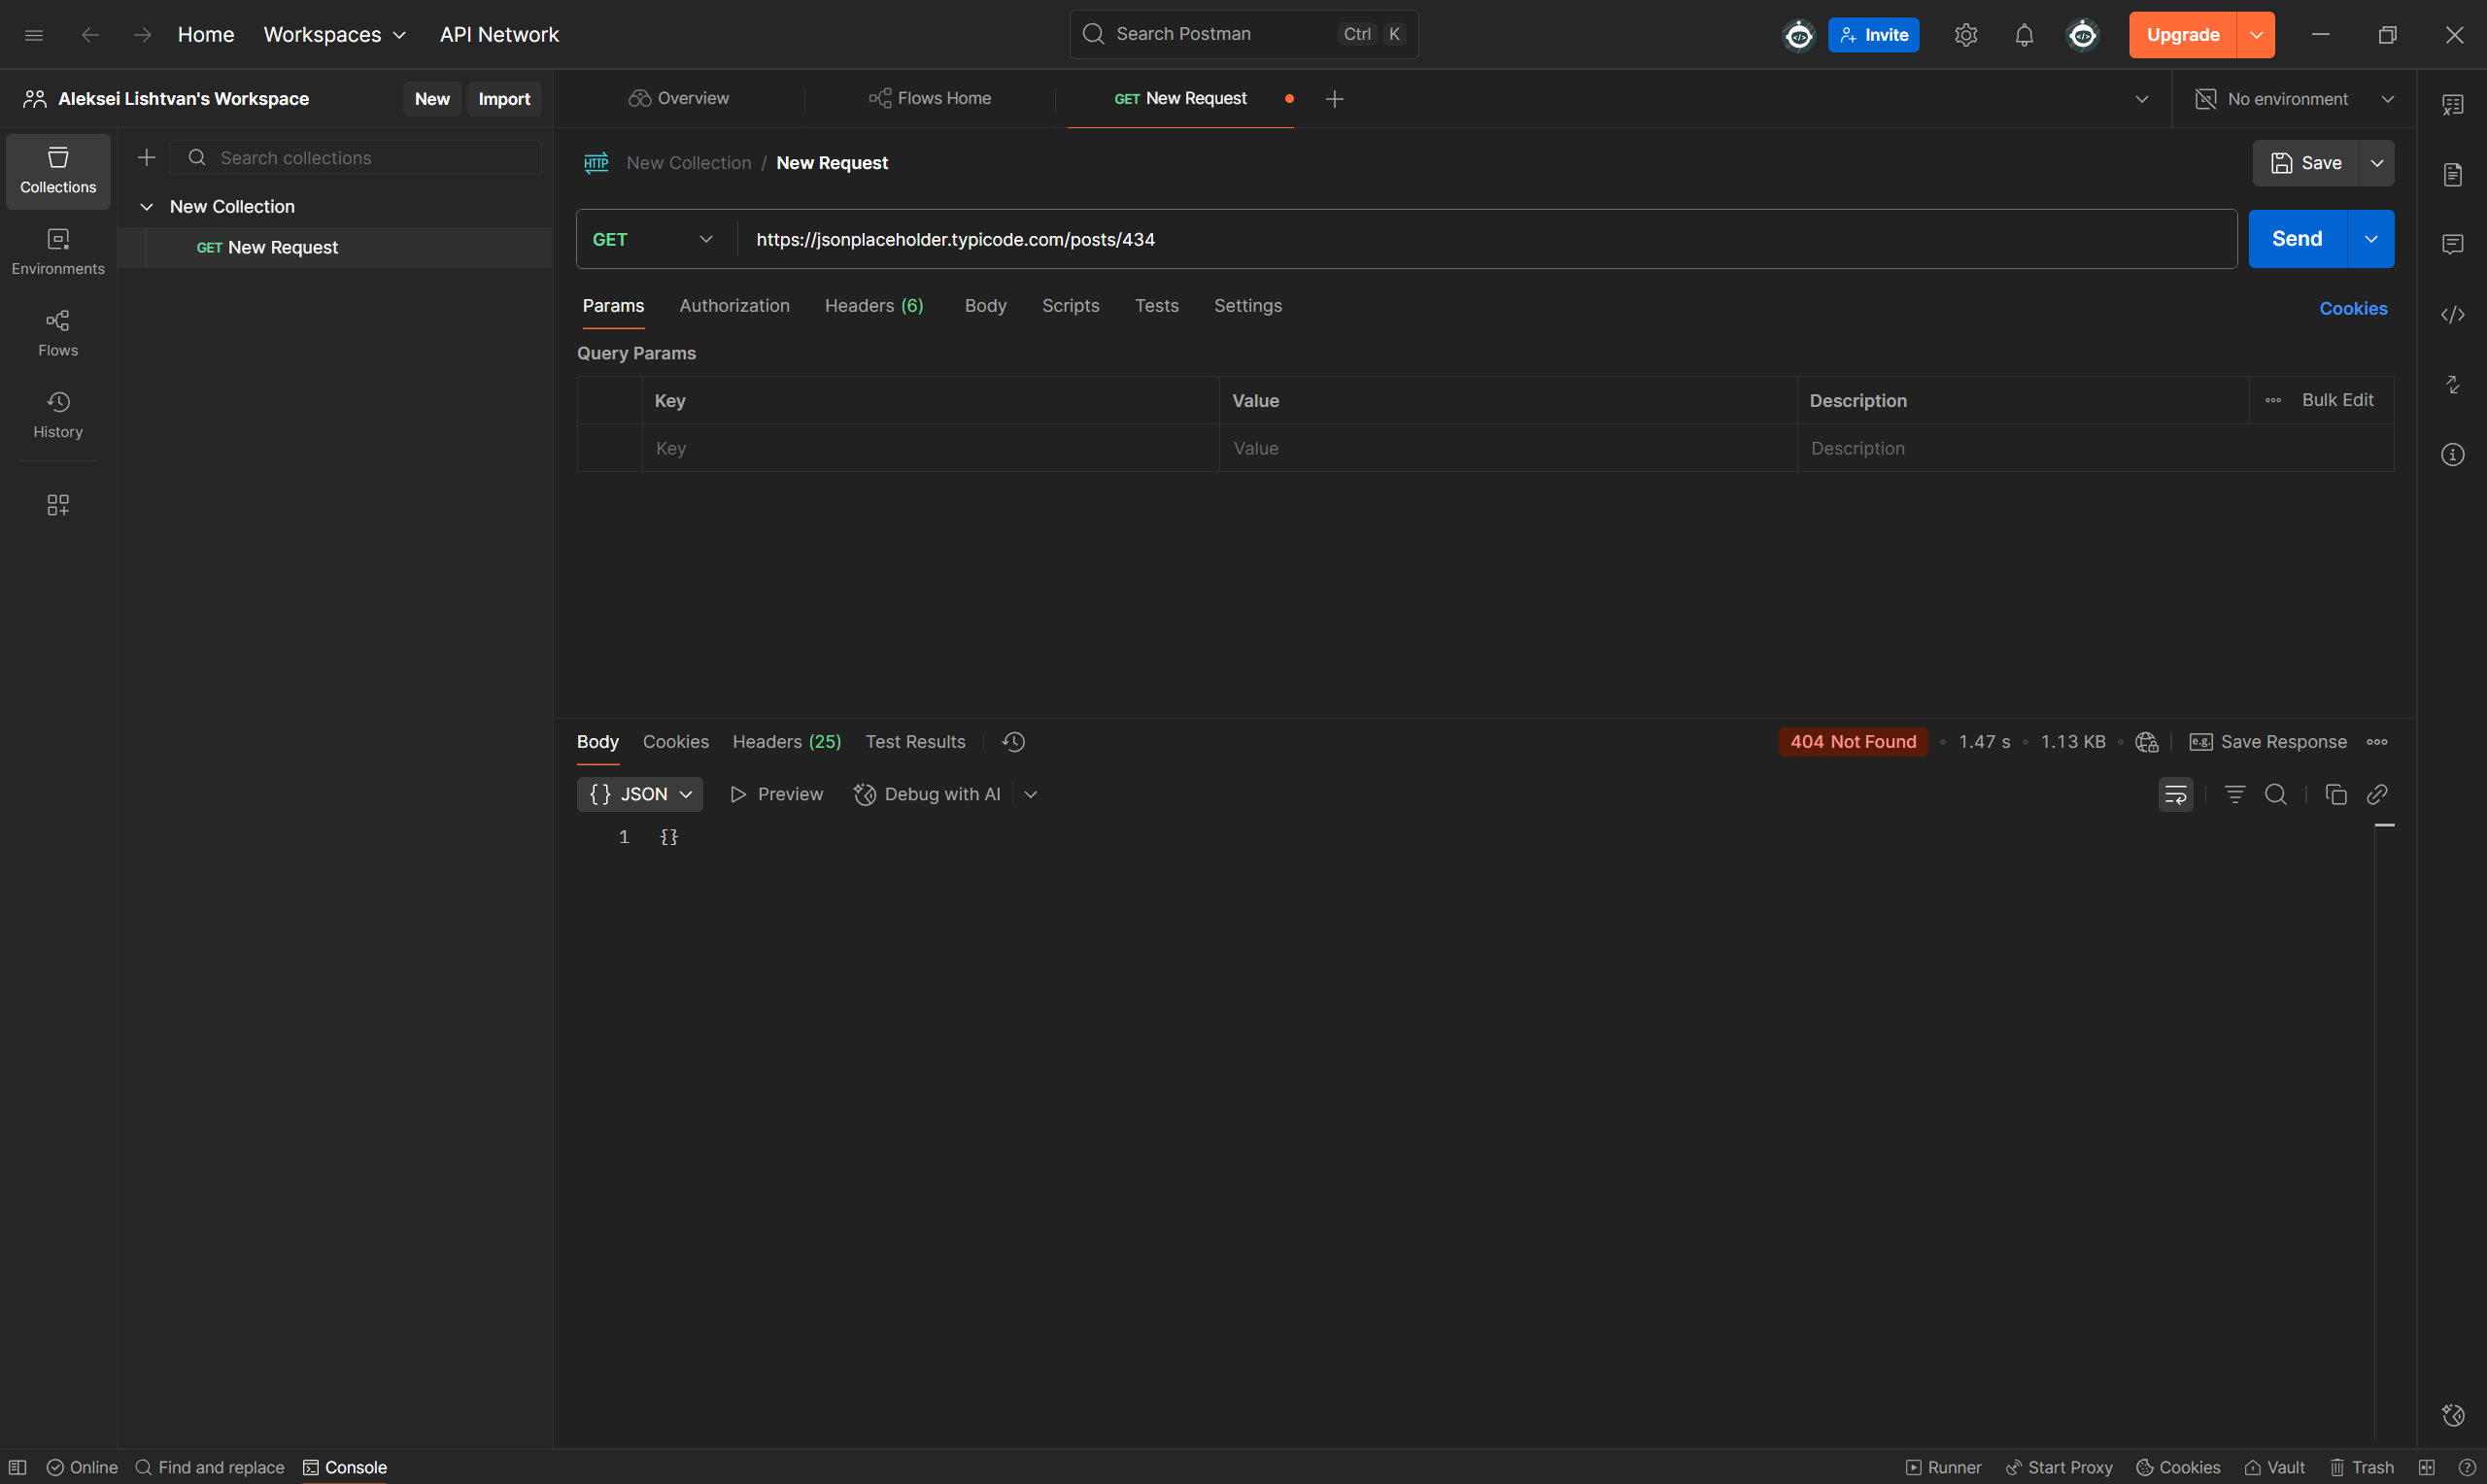 Home Workspaces API Network Search Postman Ctrl K Invite Upgrade
Aleksei Lishtvan's Workspace New Import Overview Flows Home GET New Request No environment
Collections
Environments
Flows
History
Search collections
New Collection
GET New Request
HTTP New Collection / New Request Save
GET https://jsonplaceholder.typicode.com/posts/434 Send
Params Authorization Headers (6) Body Scripts Tests Settings Cookies
Query Params
Key Value Description Bulk Edit
Key Value Description
Body Cookies Headers (25) Test Results 404 Not Found • 1.47 s • 1.13 KB • e.g. Save Response
{} JSON Preview Debug with AI
1 {}
Online Find and replace Console Runner Start Proxy Cookies Vault Trash